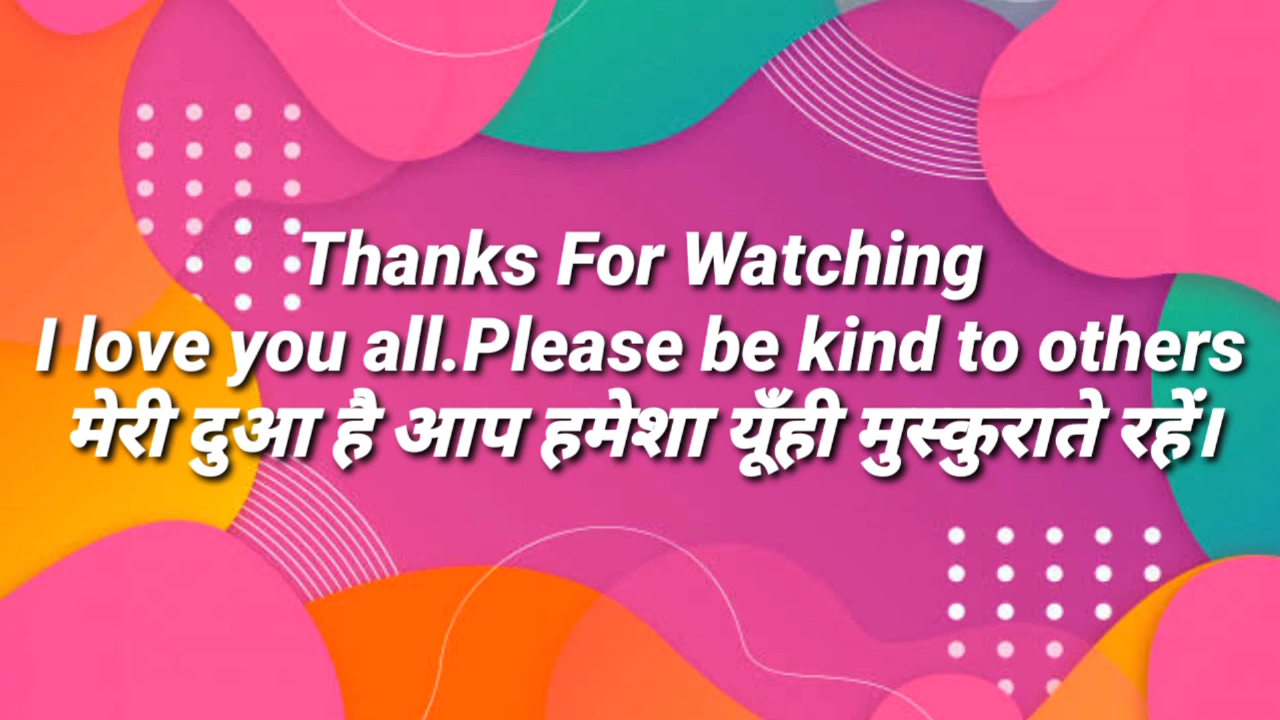 Thanks For Watching
I love you all.Please be kind to others
मेरी दुआ है आप हमेशा यूँही मुस्कुराते रहें।